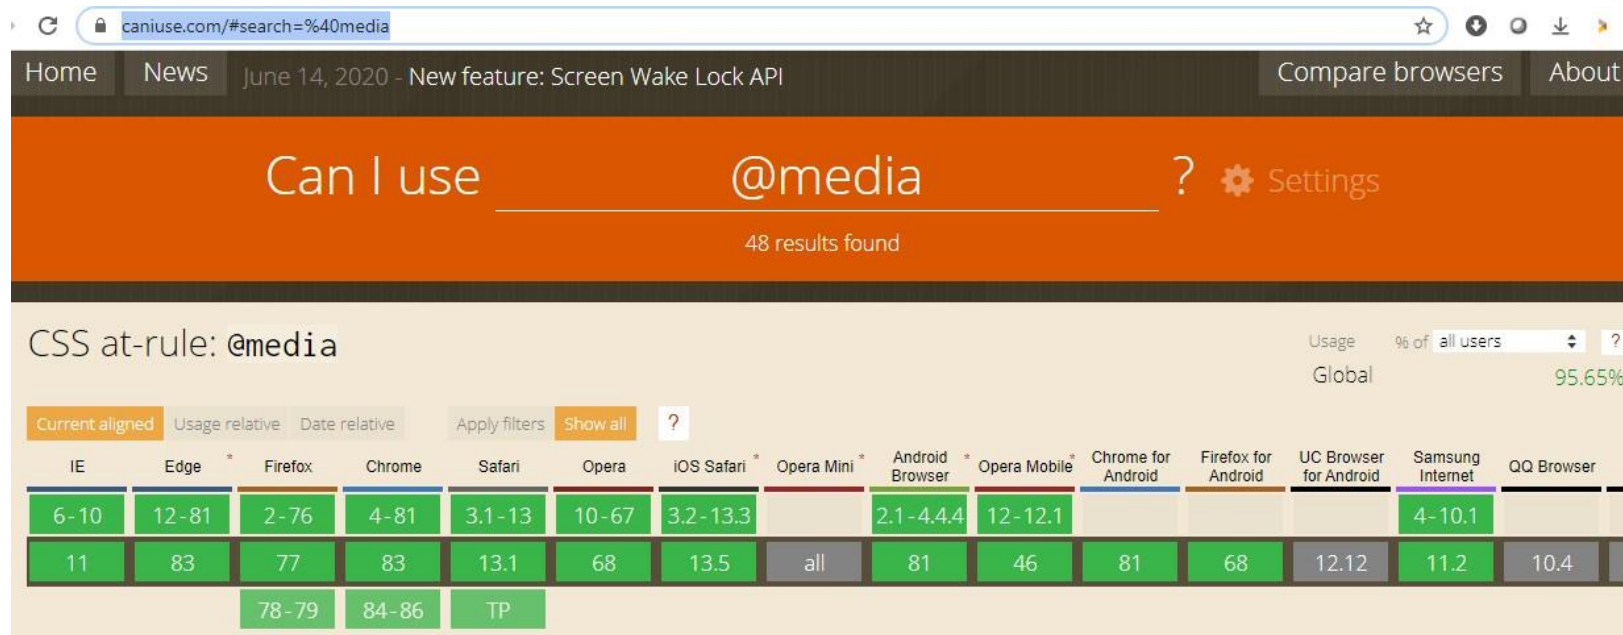 caniuse.com/#search=%40media
Home News June 14, 2020 - New feature: Screen Wake Lock API Compare browsers About
Can I use @media ? Settings
48 results found
CSS at-rule: @media
Usage % of all users ?
Global 95.65%
Current aligned Usage relative Date relative Apply filters Show all ?
IE Edge * Firefox Chrome Safari Opera iOS Safari * Opera Mini * Android Browser * Opera Mobile * Chrome for Android Firefox for Android UC Browser for Android Samsung Internet QQ Browser
6-10 12-81 2-76 4-81 3.1-13 10-67 3.2-13.3 2.1-4.4.4 12-12.1 4-10.1
11 83 77 83 13.1 68 13.5 all 81 46 81 68 12.12 11.2 10.4
78-79 84-86 TP